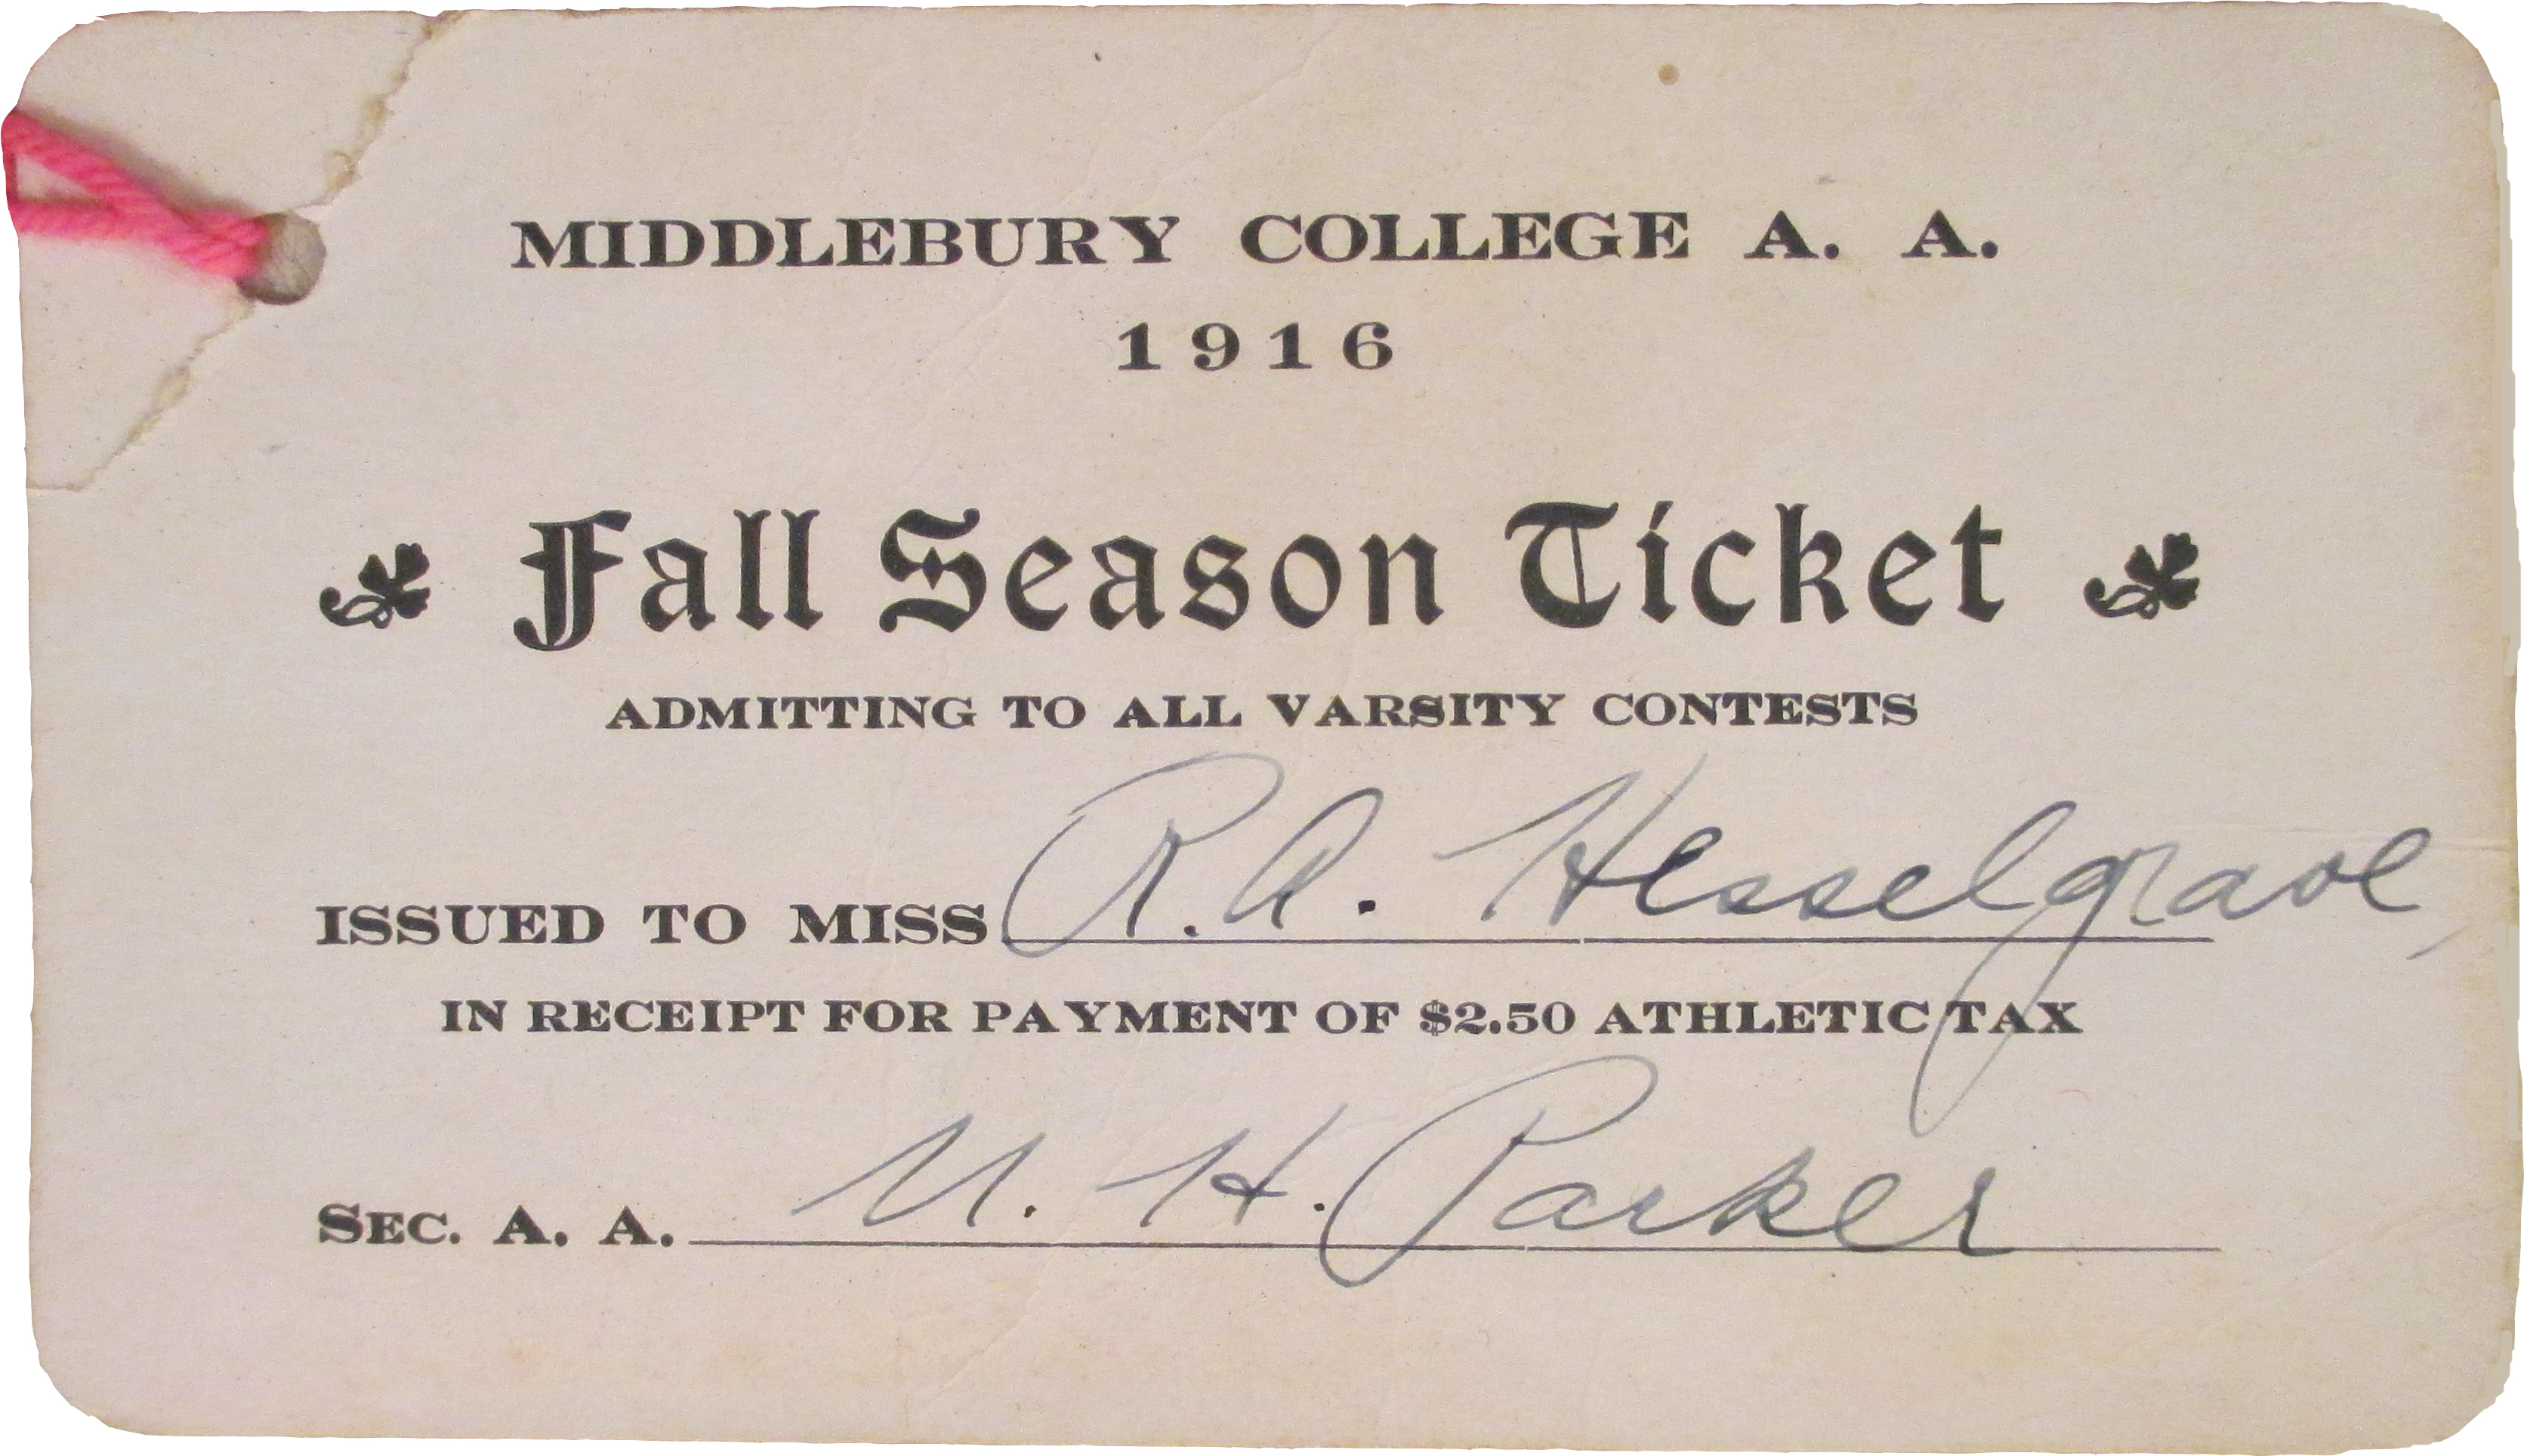 MIDDLEBURY COLLEGE A. A.
1916
Fall Season Ticket
ADMITTING TO ALL VARSITY CONTESTS
ISSUED TO MISS R. A. Hesselgrave
IN RECEIPT FOR PAYMENT OF $2.50 ATHLETIC TAX
SEC. A. A. M. H. Parker